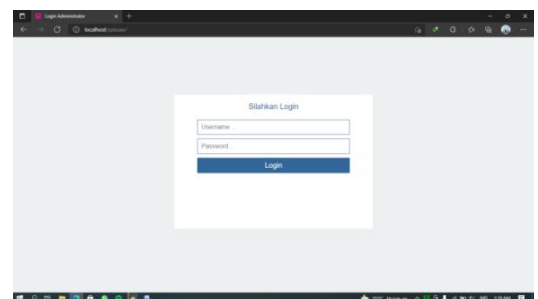 Login Administrator
localhost/
Silahkan Login
Username
Password
Login